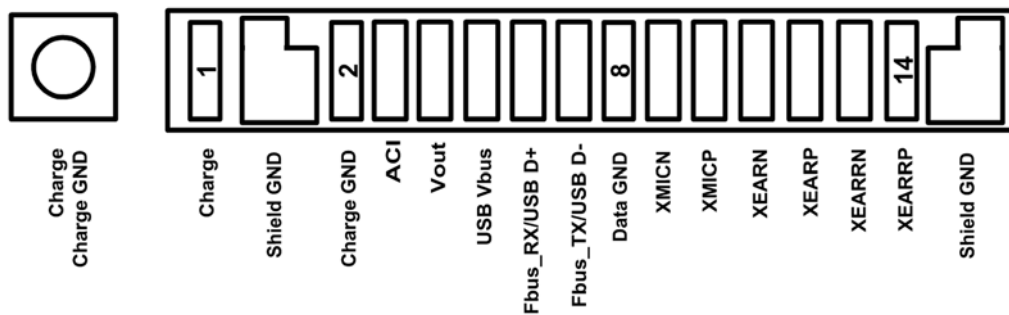 1
2
8
14
Charge
Charge GND
Charge
Shield GND
Charge GND
ACI
Vout
USB Vbus
Fbus_RX/USB D+
Fbus_TX/USB D-
Data GND
XMICN
XMICP
XEARN
XEARP
XEARRN
XEARRP
Shield GND